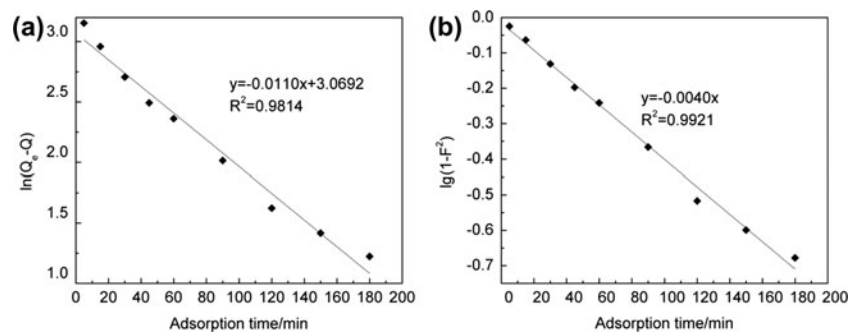 (a)
3.0
2.5
2.0
1.5
1.0
ln(Qₑ-Q)
y=-0.0110x+3.0692
R²=0.9814
0 20 40 60 80 100 120 140 160 180 200
Adsorption time/min
(b)
0.0
-0.1
-0.2
-0.3
-0.4
-0.5
-0.6
-0.7
lg(1-F²)
y=-0.0040x
R²=0.9921
0 20 40 60 80 100 120 140 160 180 200
Adsorption time/min